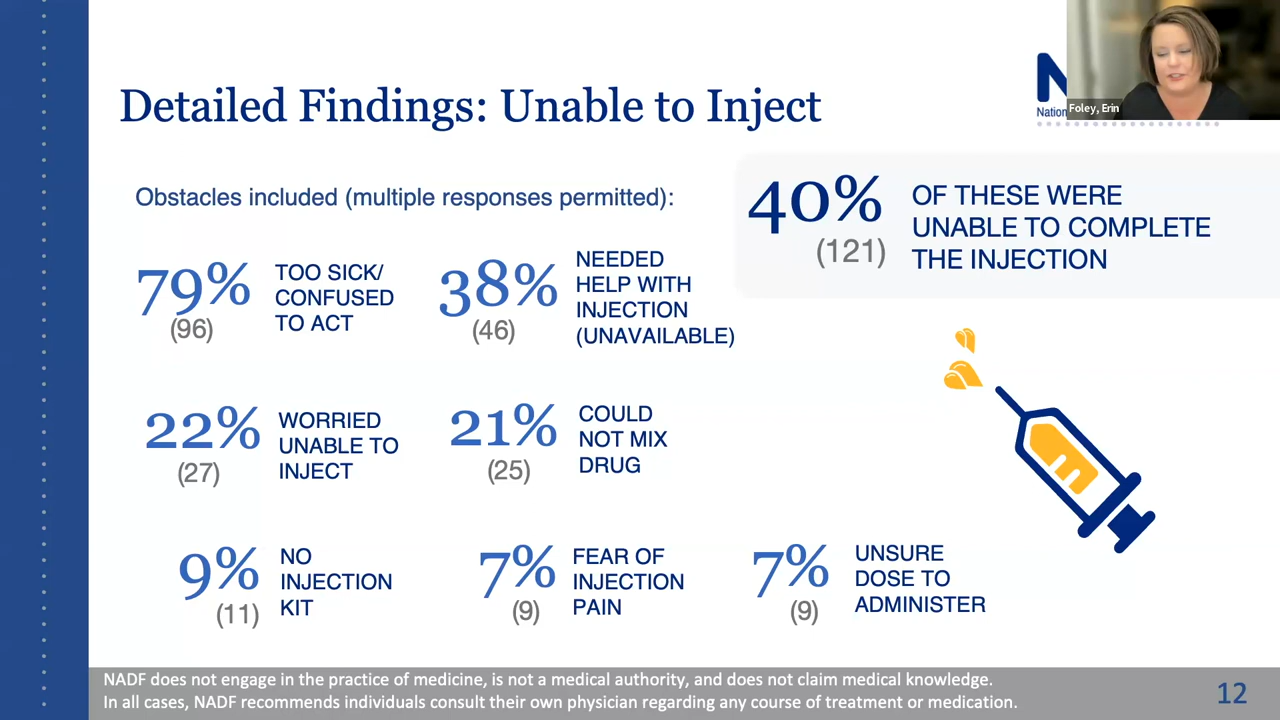 Detailed Findings: Unable to Inject
N
Nation
Foley, Erin
Obstacles included (multiple responses permitted):
40%
(121)
OF THESE WERE
UNABLE TO COMPLETE
THE INJECTION
79%
(96)
TOO SICK/
CONFUSED
TO ACT
38%
(46)
NEEDED
HELP WITH
INJECTION
(UNAVAILABLE)
22%
(27)
WORRIED
UNABLE TO
INJECT
21%
(25)
COULD
NOT MIX
DRUG
9%
(11)
NO
INJECTION
KIT
7%
(9)
FEAR OF
INJECTION
PAIN
7%
(9)
UNSURE
DOSE TO
ADMINISTER
NADF does not engage in the practice of medicine, is not a medical authority, and does not claim medical knowledge.
In all cases, NADF recommends individuals consult their own physician regarding any course of treatment or medication.
12